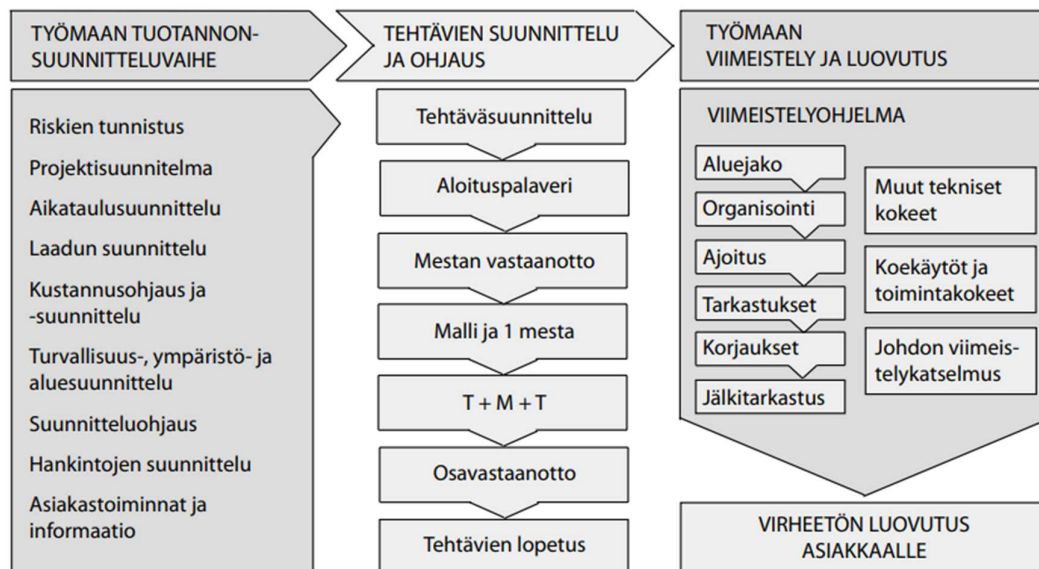 TYÖMAAN TUOTANNON-
SUUNNITTELUVAIHE
Riskien tunnistus
Projektisuunnitelma
Aikataulusuunnittelu
Laadun suunnittelu
Kustannusohjaus ja
-suunnittelu
Turvallisuus-, ympäristö- ja
aluesuunnittelu
Suunnitteluohjaus
Hankintojen suunnittelu
Asiakastoiminnat ja
informaatio
TEHTÄVIEN SUUNNITTELU
JA OHJAUS
Tehtäväsuunnittelu
Aloituspalaveri
Mestan vastaanotto
Malli ja 1 mesta
T + M + T
Osavastaanotto
Tehtävien lopetus
TYÖMAAN
VIIMEISTELY JA LUOVUTUS
VIIMEISTELYOHJELMA
Aluejako
Organisointi
Ajoitus
Tarkastukset
Korjaukset
Jälkitarkastus
Muut tekniset
kokeet
Koekäytöt ja
toimintakokeet
Johdon viimeis-
telykatselmus
VIRHEETÖN LUOVUTUS
ASIAKKAALLE